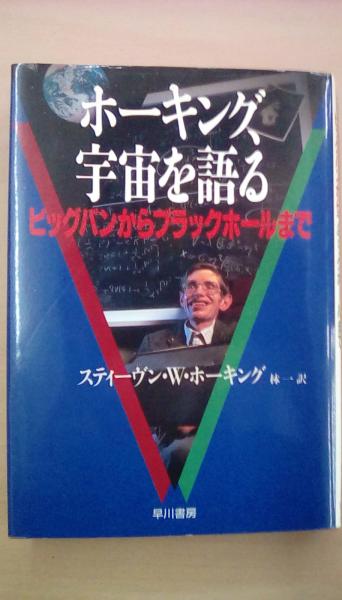 ホーキング、
宇宙を語る
ビッグバンからブラックホールまで
スティーヴン・W・ホーキング 林 一 訳
早川書房